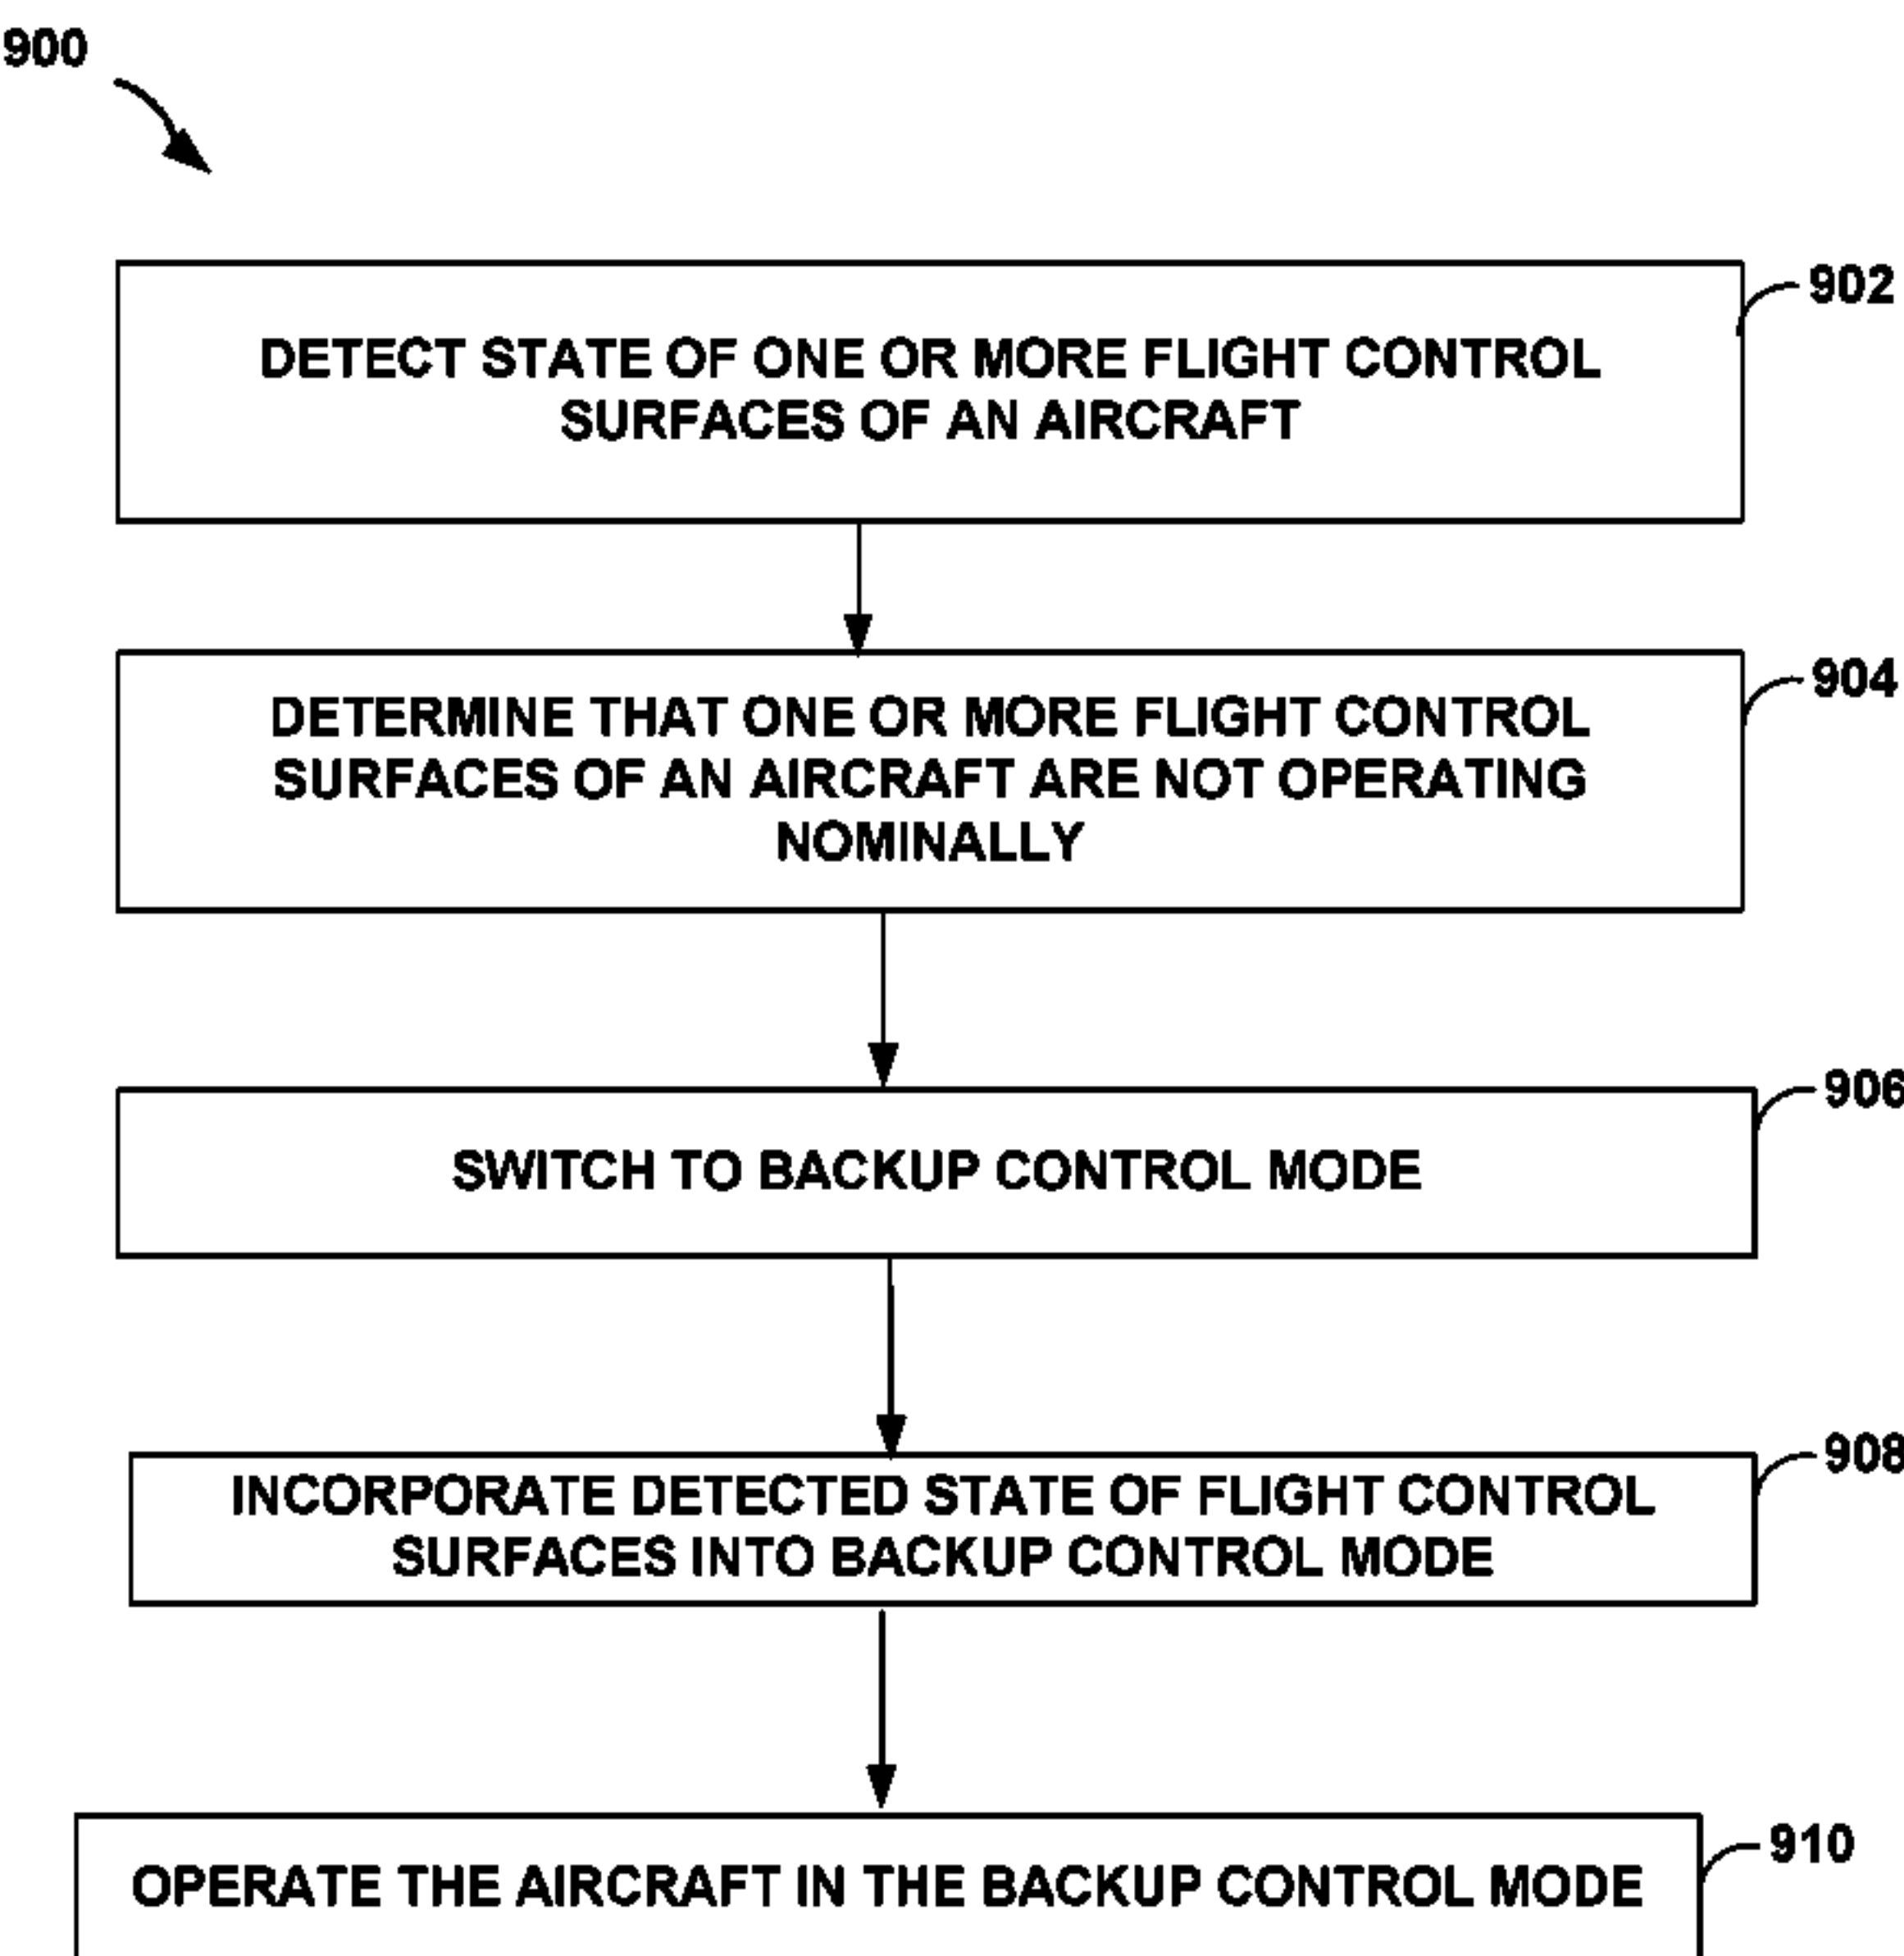 900
902
DETECT STATE OF ONE OR MORE FLIGHT CONTROL
SURFACES OF AN AIRCRAFT
904
DETERMINE THAT ONE OR MORE FLIGHT CONTROL
SURFACES OF AN AIRCRAFT ARE NOT OPERATING
NOMINALLY
906
SWITCH TO BACKUP CONTROL MODE
908
INCORPORATE DETECTED STATE OF FLIGHT CONTROL
SURFACES INTO BACKUP CONTROL MODE
910
OPERATE THE AIRCRAFT IN THE BACKUP CONTROL MODE